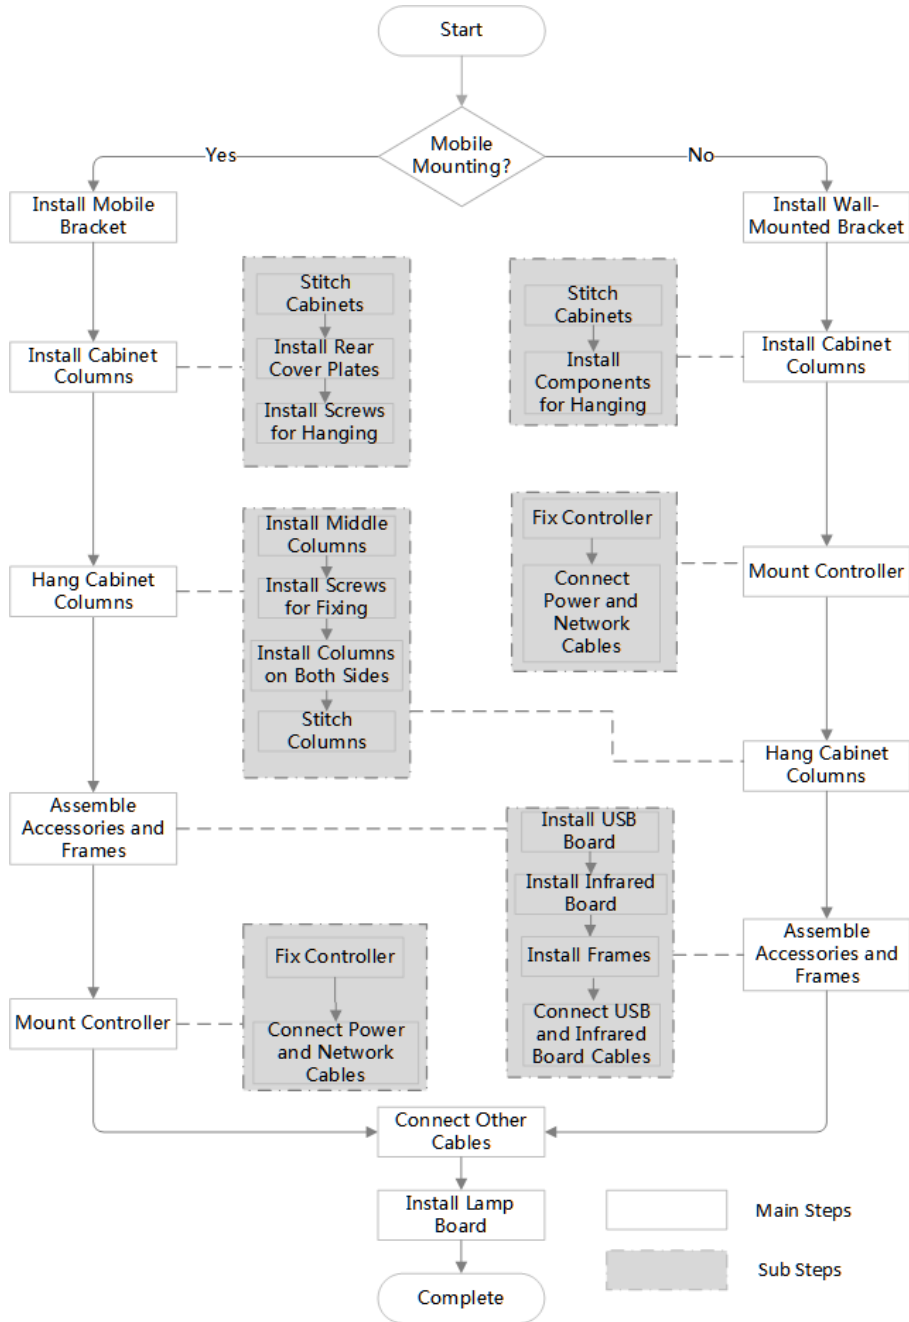 Start
Mobile
Mounting?
Yes
No
Install Mobile
Bracket
Install Wall-
Mounted Bracket
Stitch
Cabinets
Install Rear
Cover Plates
Install Screws
for Hanging
Stitch
Cabinets
Install
Components
for Hanging
Install Cabinet
Columns
Install Cabinet
Columns
Install Middle
Columns
Install Screws
for Fixing
Install Columns
on Both Sides
Stitch
Columns
Fix Controller
Connect
Power and
Network
Cables
Hang Cabinet
Columns
Mount Controller
Hang Cabinet
Columns
Assemble
Accessories and
Frames
Install USB
Board
Install Infrared
Board
Install Frames
Connect USB
and Infrared
Board Cables
Assemble
Accessories and
Frames
Fix Controller
Connect Power
and Network
Cables
Mount Controller
Connect Other
Cables
Install Lamp
Board
Complete
Main Steps
Sub Steps